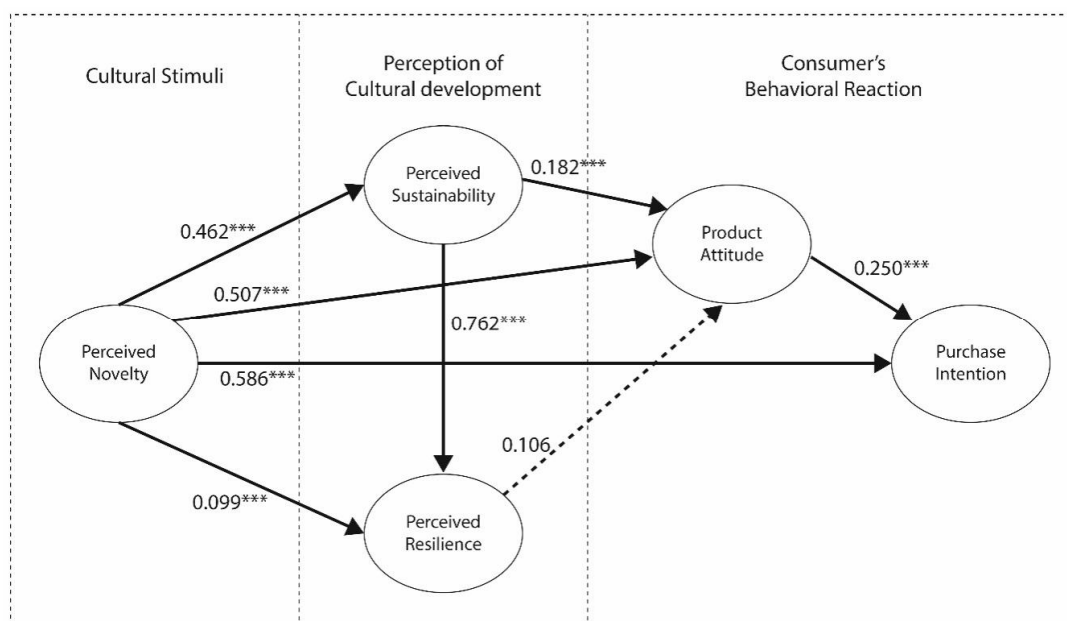 Cultural Stimuli
Perception of
Cultural development
Consumer's
Behavioral Reaction
Perceived
Sustainability
0.182***
Product
Attitude
0.462***
0.507***
0.250***
0.762***
Perceived
Novelty
0.586***
Purchase
Intention
0.106
0.099***
Perceived
Resilience